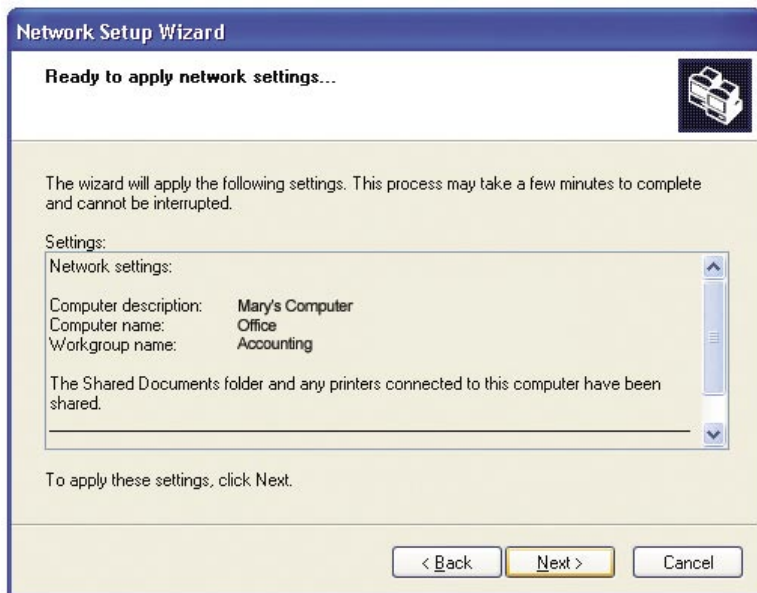 Network Setup Wizard
Ready to apply network settings...
The wizard will apply the following settings. This process may take a few minutes to complete
and cannot be interrupted.
Settings:
Network settings:
Computer description: Mary's Computer
Computer name: Office
Workgroup name: Accounting
The Shared Documents folder and any printers connected to this computer have been
shared.
To apply these settings, click Next.
< Back Next > Cancel